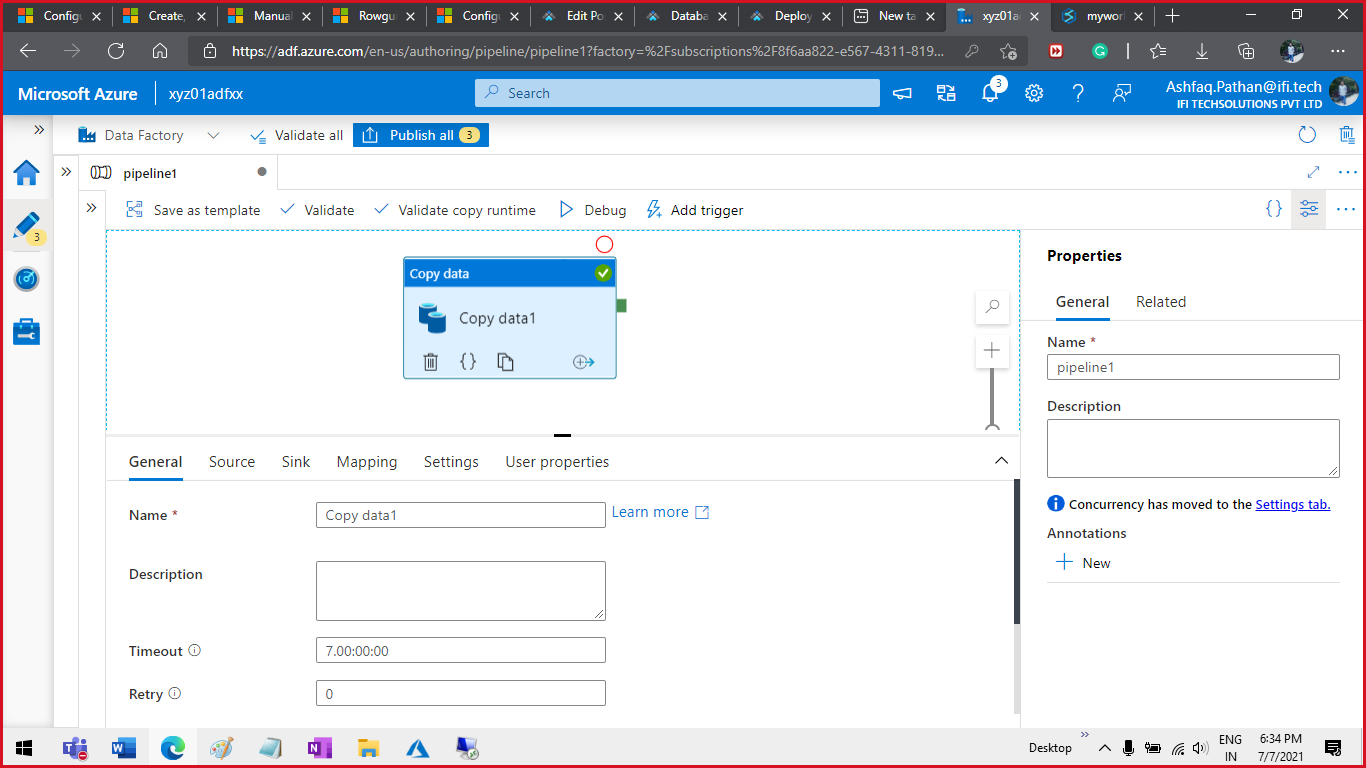 Configu
Create,
Manual
Rowgu
Config
Edit Po
Databa
Deploy
New ta
xyz01a
mywor
https://adf.azure.com/en-us/authoring/pipeline/pipeline1?factory=%2Fsubscriptions%2F8f6aa822-e567-4311-819...
Microsoft Azure
xyz01adfxx
Search
3
Ashfaq.Pathan@ifi.tech
IFI TECHSOLUTIONS PVT LTD
Data Factory
Validate all
Publish all 3
pipeline1
3
Save as template
Validate
Validate copy runtime
Debug
Add trigger
{}
Copy data
Copy data1
{}
General
Source
Sink
Mapping
Settings
User properties
Name *
Copy data1
Learn more
Description
Timeout
7.00:00:00
Retry
0
Properties
General
Related
Name *
pipeline1
Description
Concurrency has moved to the Settings tab.
Annotations
New
Desktop
ENG
IN
6:34 PM
7/7/2021